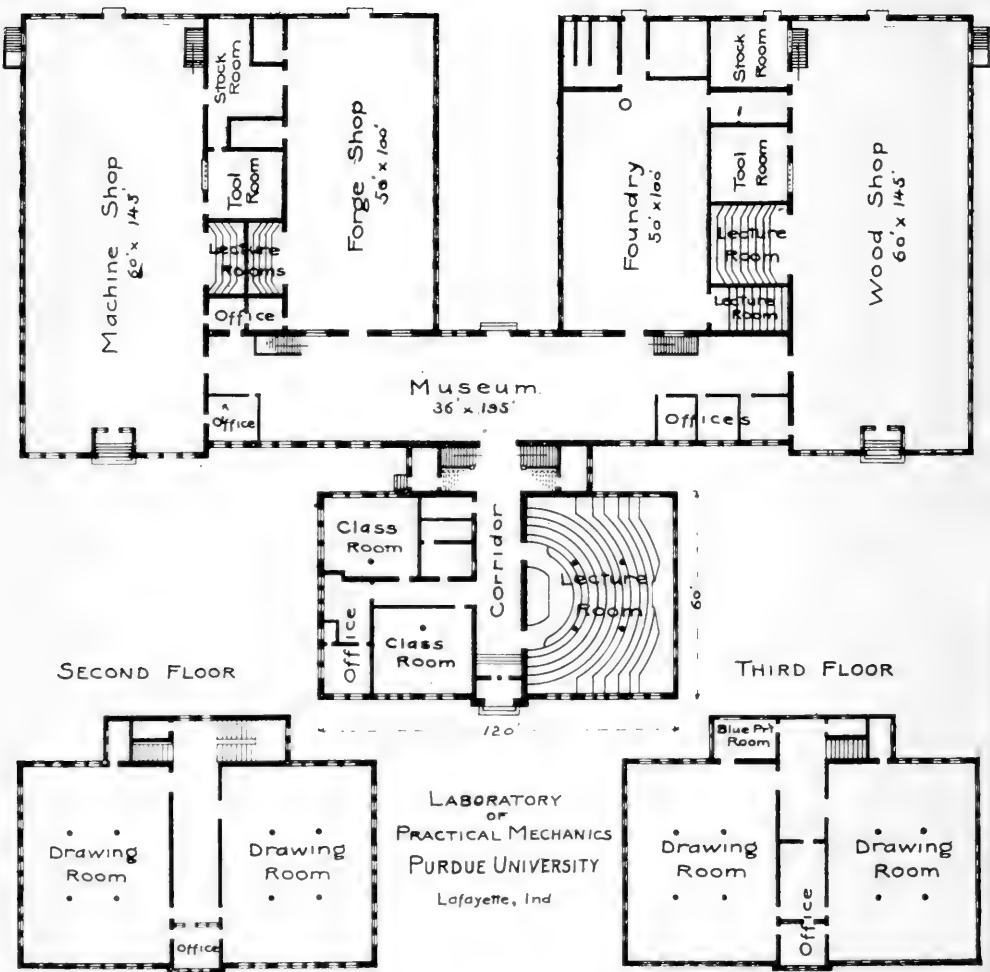 Machine Shop
60' x 145'
Stock
Room
Tool
Room
Lecture
Rooms
Office
Forge Shop
50' x 100'
Foundry
50' x 100'
Stock
Room
Tool
Room
Lecture
Room
Lecture
Room
Wood Shop
60' x 145'
Museum.
36' x 195'
Office
Offices
Class
Room
Corridor
Lecture
Room
Office
Class
Room
60'
120'
SECOND FLOOR
THIRD FLOOR
Drawing
Room
Drawing
Room
Office
LABORATORY
OF
PRACTICAL MECHANICS
PURDUE UNIVERSITY
Lafayette, Ind
Blue Prt
Room
Drawing
Room
Drawing
Room
Office